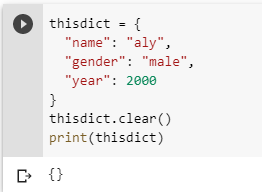 thisdict = {
  "name": "aly",
  "gender": "male",
  "year": 2000
}
thisdict.clear()
print(thisdict)
{}